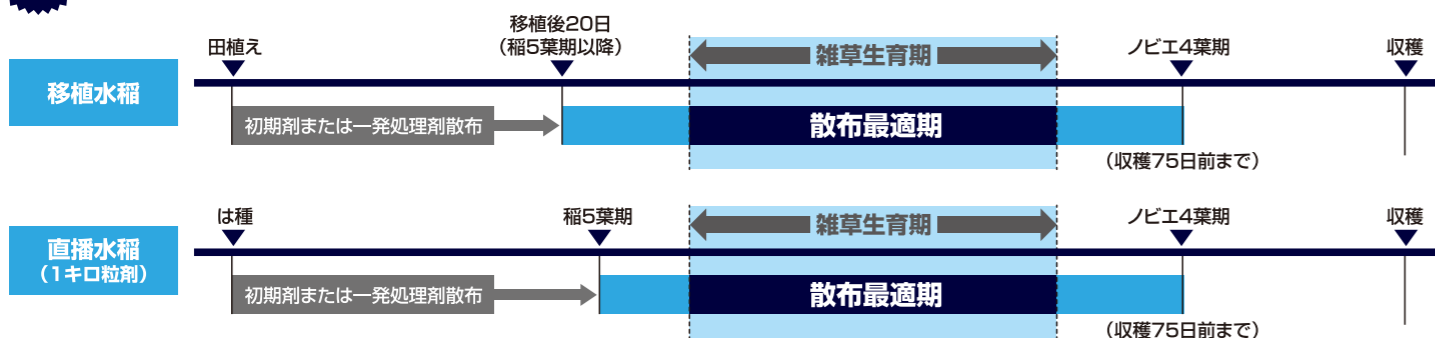 移植水稲
田植え
移植後20日
（稲5葉期以降）
雑草生育期
ノビエ4葉期
収穫
初期剤または一発処理剤散布
散布最適期
（収穫75日前まで）
直播水稲
（1キロ粒剤）
は種
稲5葉期
雑草生育期
ノビエ4葉期
収穫
初期剤または一発処理剤散布
散布最適期
（収穫75日前まで）